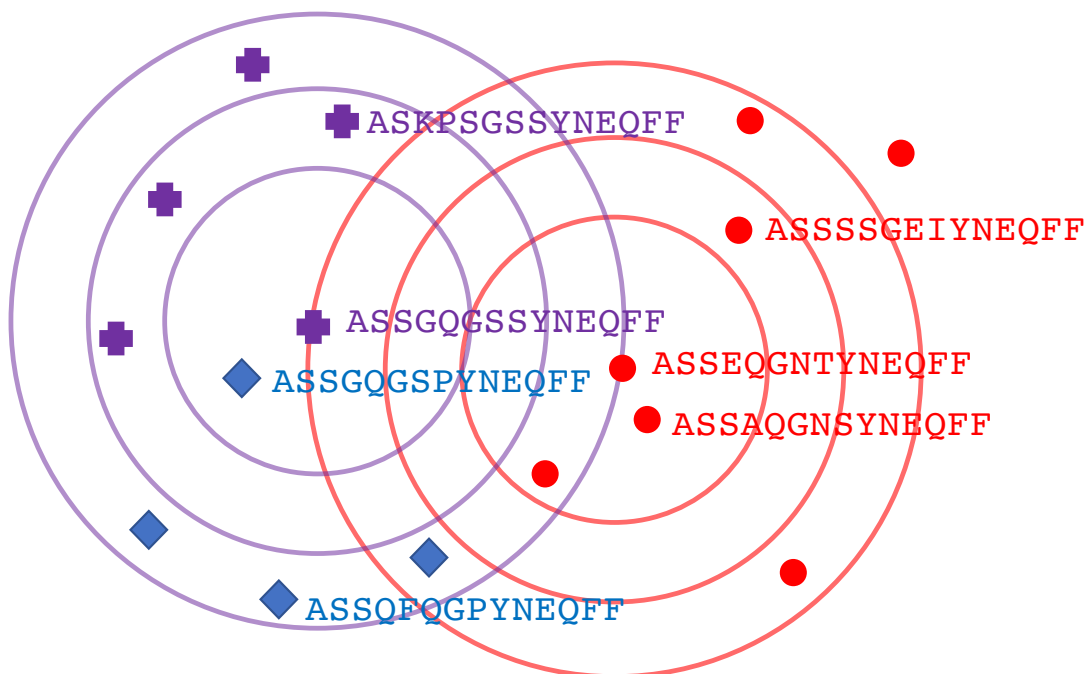 ASKPSGSSYNEQFF
ASSSSGEIYNEQFF
ASSGQGSSYNEQFF
ASSEQGNTYNEQFF
ASSGQGSPYNEQFF
ASSAQGNSYNEQFF
ASSQFQGPYNEQFF